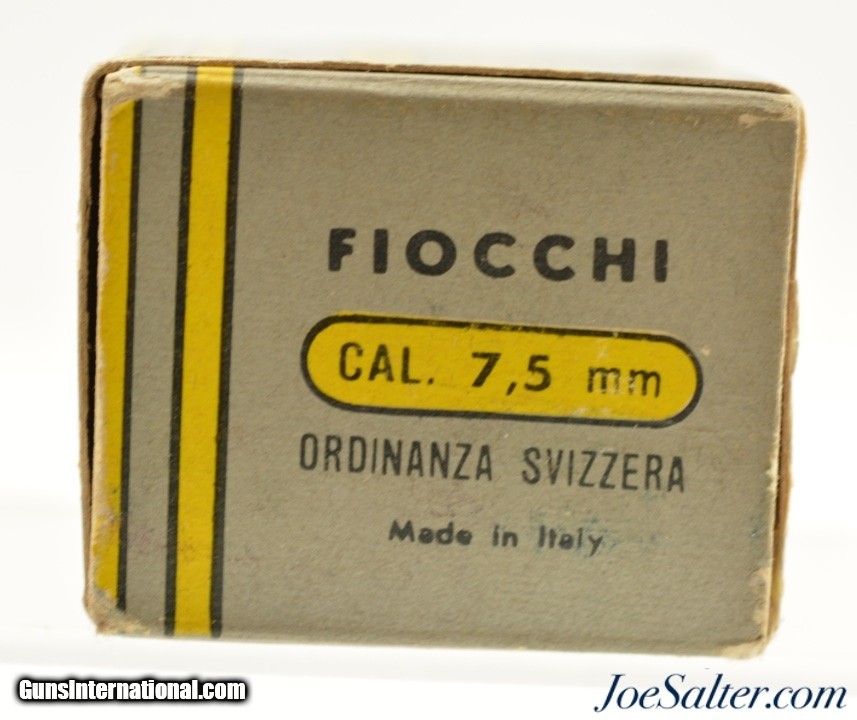 FIOCCHI
CAL. 7,5 mm
ORDINANZA SVIZZERA
Made in Italy
GunsInternational.com
JoeSalter.com